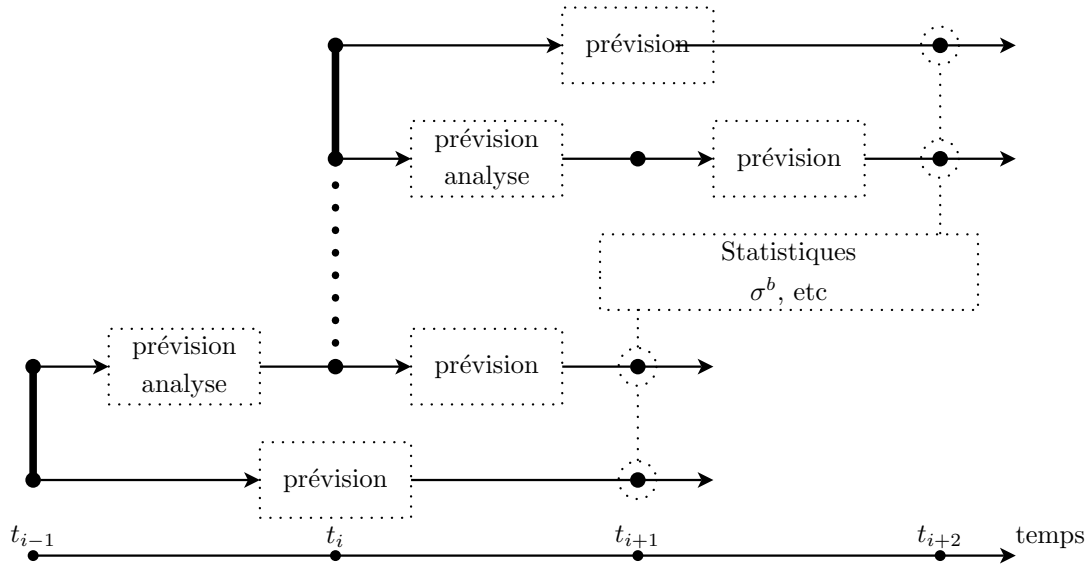 prévision
prévision
analyse
prévision
Statistiques
σ^b, etc
prévision
analyse
prévision
prévision
t_{i−1}
t_i
t_{i+1}
t_{i+2}
temps